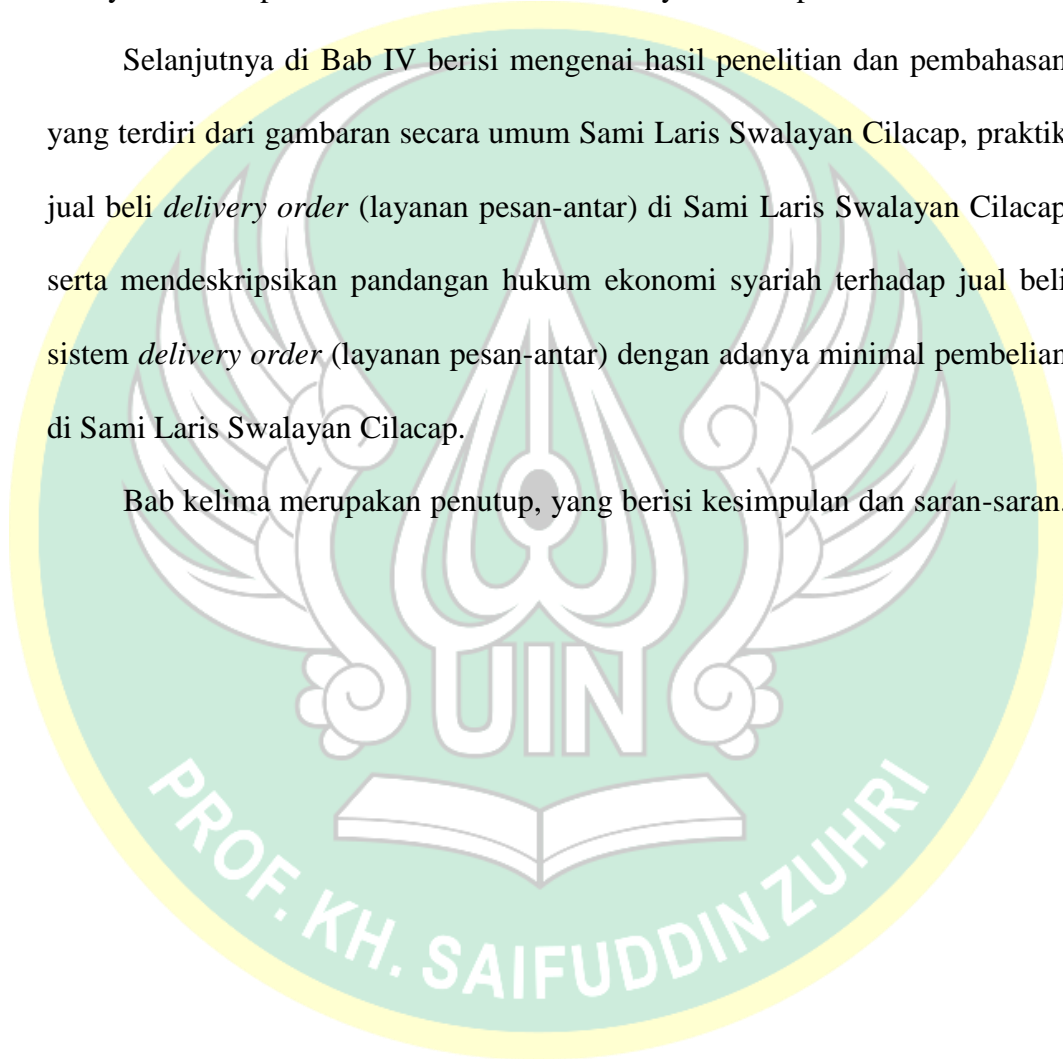 Selanjutnya di Bab IV berisi mengenai hasil penelitian dan pembahasan
yang terdiri dari gambaran secara umum Sami Laris Swalayan Cilacap, praktik
jual beli delivery order (layanan pesan-antar) di Sami Laris Swalayan Cilacap
serta mendeskripsikan pandangan hukum ekonomi syariah terhadap jual beli
sistem delivery order (layanan pesan-antar) dengan adanya minimal pembelian
di Sami Laris Swalayan Cilacap.
Bab kelima merupakan penutup, yang berisi kesimpulan dan saran-saran.
UIN
PROF. KH. SAIFUDDIN ZUHRI